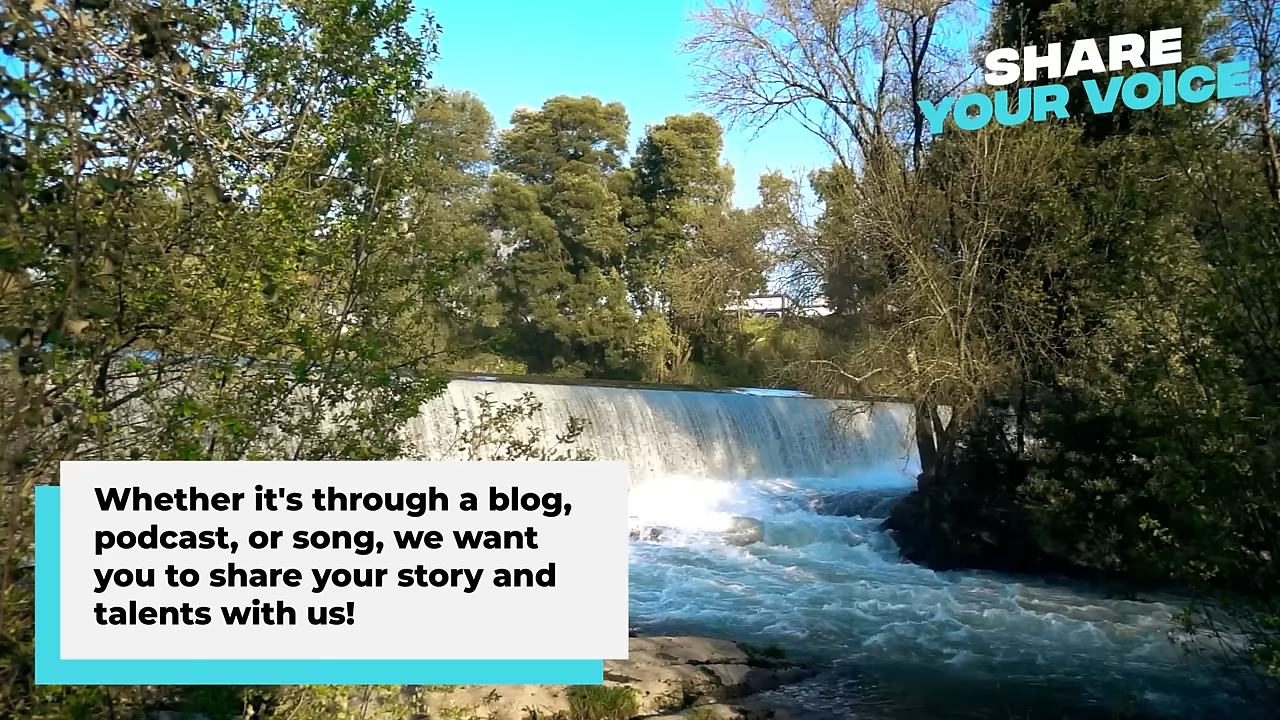 SHARE
YOUR VOICE
Whether it's through a blog,
podcast, or song, we want
you to share your story and
talents with us!